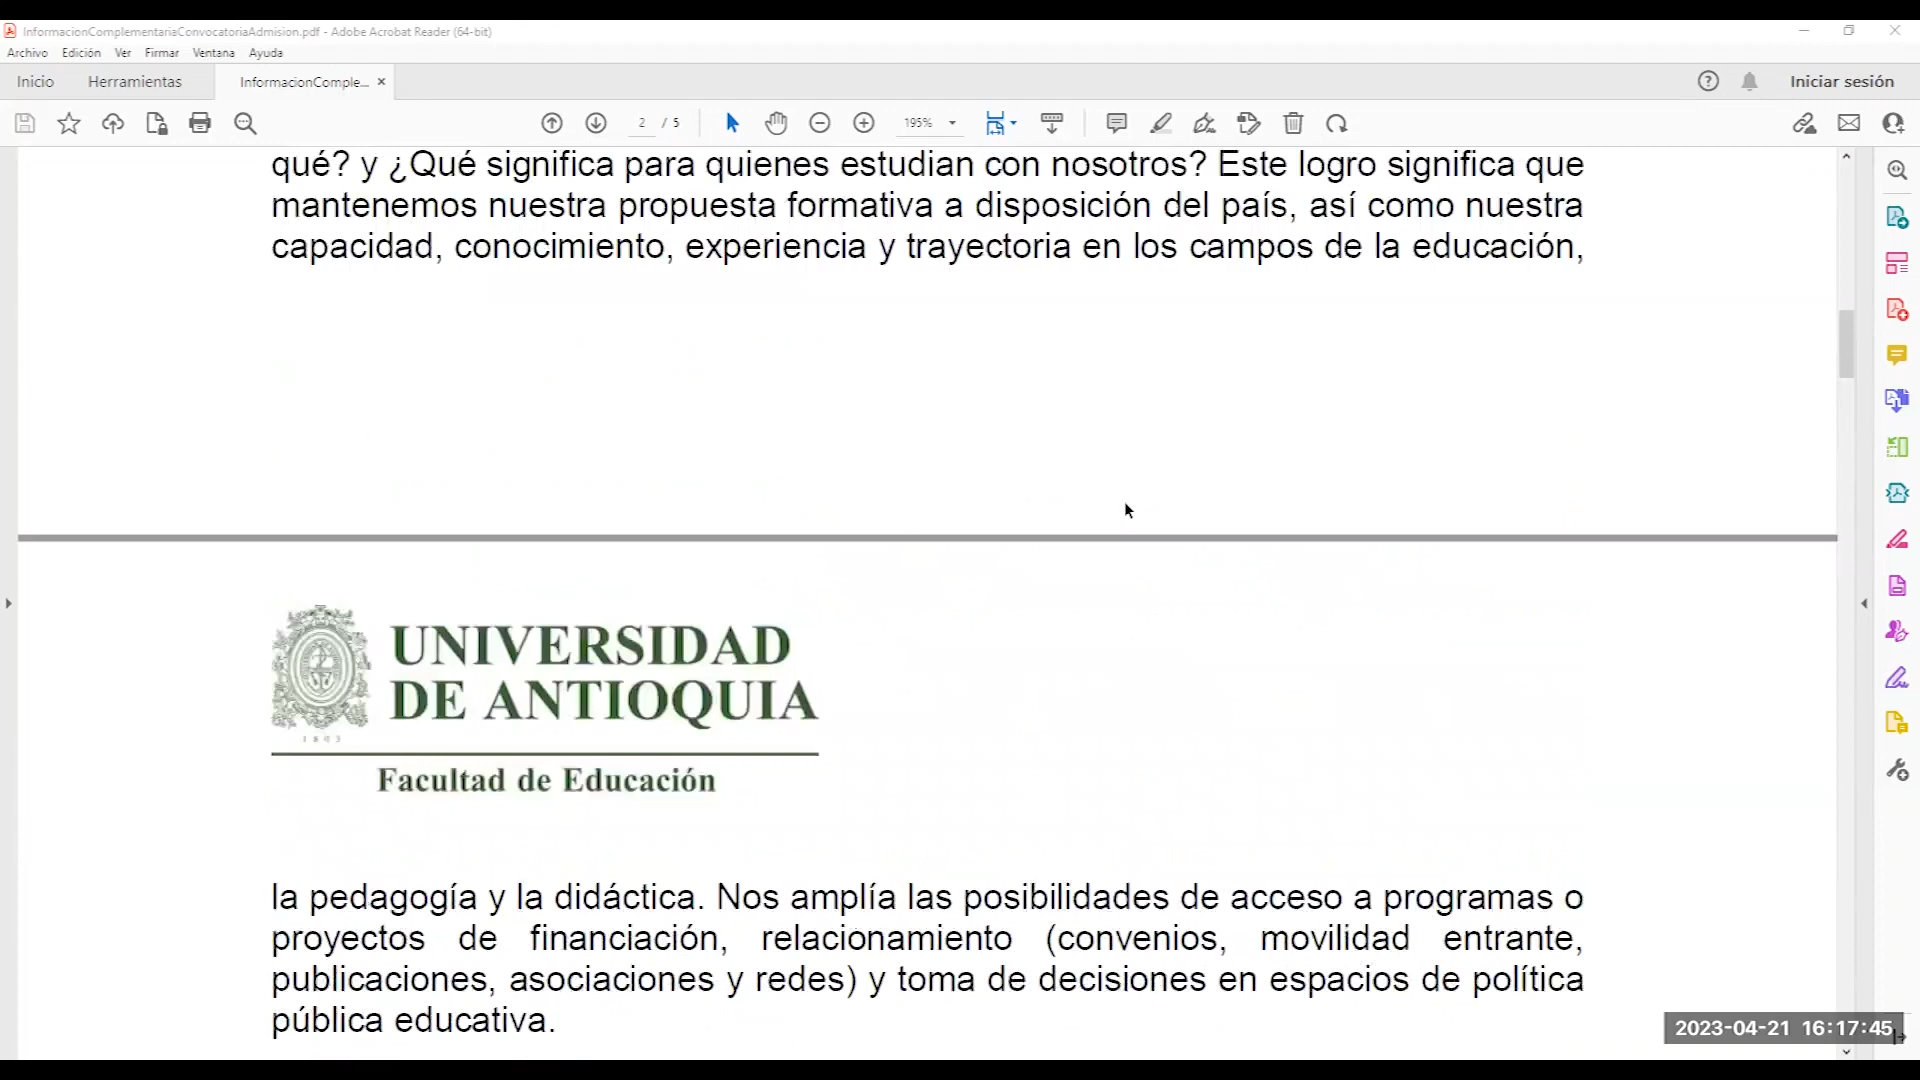 InformacionComplementariaConvocatoriaAdmision.pdf - Adobe Acrobat Reader (64-bit)
Archivo Edición Ver Firmar Ventana Ayuda
Inicio Herramientas InformacionComple... × Iniciar sesión
2 / 5 195%
qué? y ¿Qué significa para quienes estudian con nosotros? Este logro significa que
mantenemos nuestra propuesta formativa a disposición del país, así como nuestra
capacidad, conocimiento, experiencia y trayectoria en los campos de la educación,
UNIVERSIDAD
DE ANTIOQUIA
1803
Facultad de Educación
la pedagogía y la didáctica. Nos amplía las posibilidades de acceso a programas o
proyectos de financiación, relacionamiento (convenios, movilidad entrante,
publicaciones, asociaciones y redes) y toma de decisiones en espacios de política
pública educativa.
2023-04-21 16:17:45